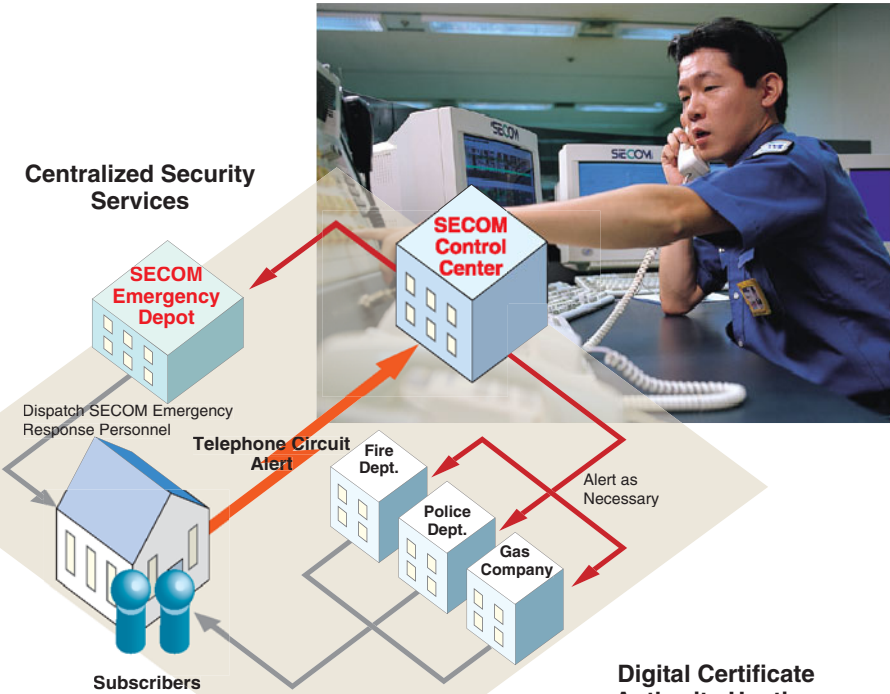 Centralized Security
Services
SECOM
SECOM
SECOM
Control
Center
SECOM
Emergency
Depot
Dispatch SECOM Emergency
Response Personnel
Telephone Circuit
Alert
Fire
Dept.
Alert as
Necessary
Police
Dept.
Gas
Company
Subscribers
Digital Certificate